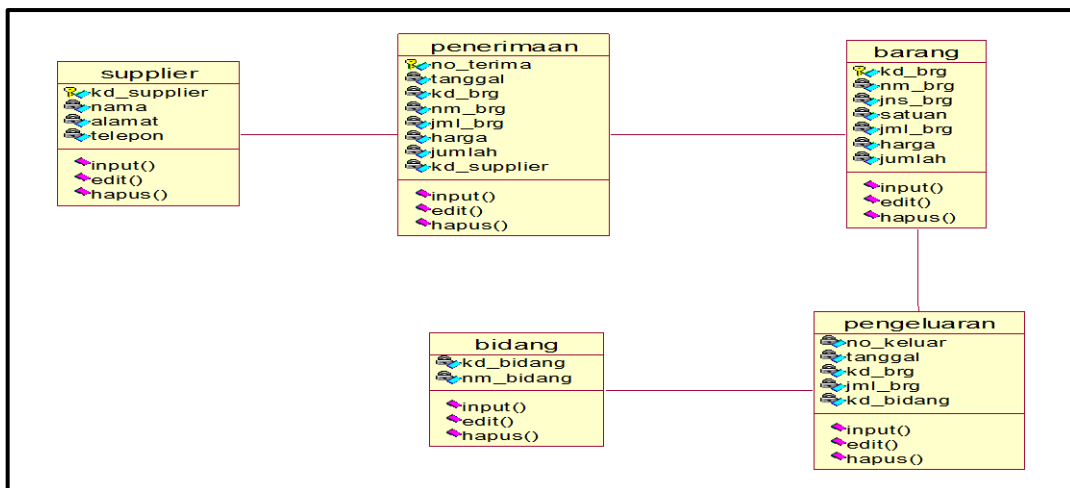 supplier
kd_supplier
nama
alamat
telepon
input()
edit()
hapus()
penerimaan
no_terima
tanggal
kd_brg
nm_brg
jml_brg
harga
jumlah
kd_supplier
input()
edit()
hapus()
barang
kd_brg
nm_brg
jns_brg
satuan
jml_brg
harga
jumlah
input()
edit()
hapus()
bidang
kd_bidang
nm_bidang
input()
edit()
hapus()
pengeluaran
no_keluar
tanggal
kd_brg
jml_brg
kd_bidang
input()
edit()
hapus()